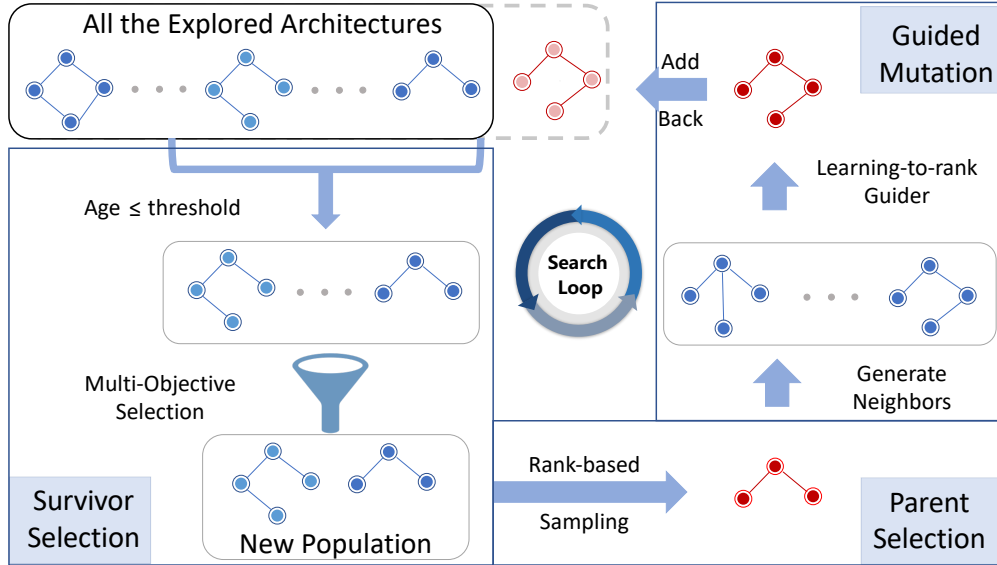 All the Explored Architectures
Age ≤ threshold
Multi-Objective
Selection
New Population
Survivor
Selection
Rank-based
Sampling
Parent
Selection
Generate
Neighbors
Learning-to-rank
Guider
Guided
Mutation
Add
Back
Search
Loop